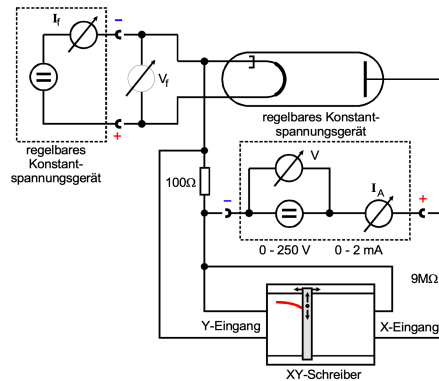 I_f
−
V_f
+
regelbares
Konstant-
spannungsgerät
regelbares Konstant-
spannungsgerät
100Ω
−
V
I_A
+
0 - 250 V
0 - 2 mA
9MΩ
Y-Eingang
X-Eingang
XY-Schreiber